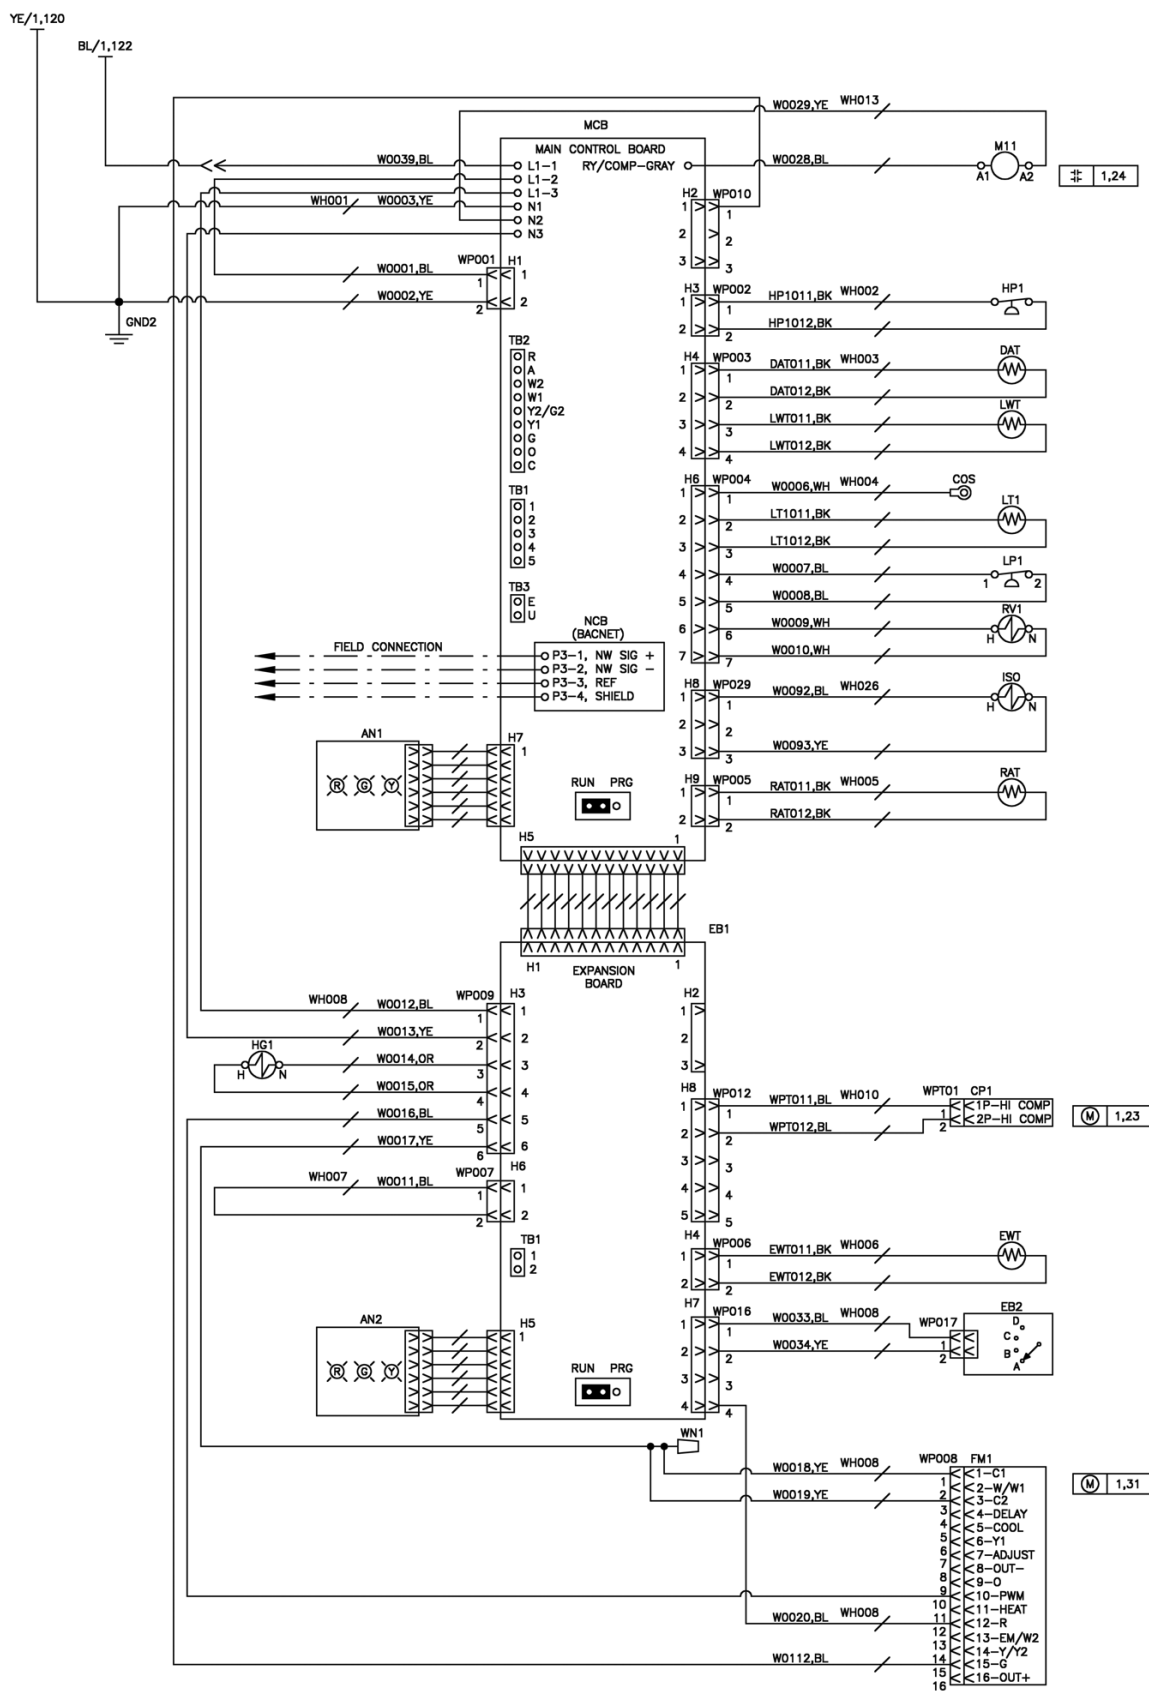 YE/1,120
BL/1,122
W0029,YE WH013
MCB
MAIN CONTROL BOARD
W0039,BL
L1-1 RY/COMP-GRAY
W0028,BL
M11
A1 A2
1,24
L1-2
L1-3
WH001 W0003,YE
N1
N2
N3
H2 WP010
1 1
2 2
3 3
WP001 H1
W0001,BL
1 1
W0002,YE
2 2
GND2
H3 WP002
HP1011,BK WH002
HP1
1 1
HP1012,BK
2 2
TB2
R
A
W2
W1
Y2/G2
Y1
G
O
C
H4 WP003
DAT011,BK WH003
DAT
1 1
DAT012,BK
2 2
LWT011,BK
LWT
3 3
LWT012,BK
4 4
H6 WP004
W0006,WH WH004
COS
1 1
LT1011,BK
LT1
2 2
LT1012,BK
3 3
W0007,BL
LP1
1 2
4 4
W0008,BL
5 5
W0009,WH
RV1
H N
6 6
W0010,WH
7 7
TB1
1
2
3
4
5
TB3
E
U
NCB
(BACNET)
FIELD CONNECTION
P3-1, NW SIG +
P3-2, NW SIG -
P3-3, REF
P3-4, SHIELD
H8 WP029
W0092,BL WH026
ISO
H N
1 1
2 2
W0093,YE
3 3
AN1
R G Y
H7
1
RUN PRG
H9 WP005
RAT011,BK WH005
RAT
1 1
RAT012,BK
2 2
H5 1
EB1
H1 1
EXPANSION
BOARD
WP009 H3
WH008 W0012,BL
1 1
W0013,YE
2 2
HG1
H N
W0014,OR
3 3
W0015,OR
4 4
W0016,BL
5 5
W0017,YE
6 6
H2
1
2
3
WP007 H6
WH007 W0011,BL
1 1
2 2
H8 WP012
WPT011,BL WH010
WPT01 CP1
1 1
1P-HI COMP
1
WPT012,BL
2 2
2P-HI COMP
2
3 3
4 4
5 5
M 1,23
TB1
1
2
H4 WP006
EWT011,BK WH006
EWT
1 1
EWT012,BK
2 2
H7 WP016
W0033,BL WH008
WP017
EB2
D
C
B
A
1 1
1
W0034,YE
2 2
2
3 3
4 4
AN2
R G Y
H5
1
RUN PRG
WN1
WP008 FM1
W0018,YE WH008
1-C1
1 2-W/W1
W0019,YE
2 3-C2
3 4-DELAY
4 5-COOL
5 6-Y1
6 7-ADJUST
7 8-OUT-
8 9-O
9 10-PWM
10 11-HEAT
W0020,BL WH008
11 12-R
12 13-EM/W2
13 14-Y/Y2
W0112,BL
14 15-G
15 16-OUT+
16
M 1,31